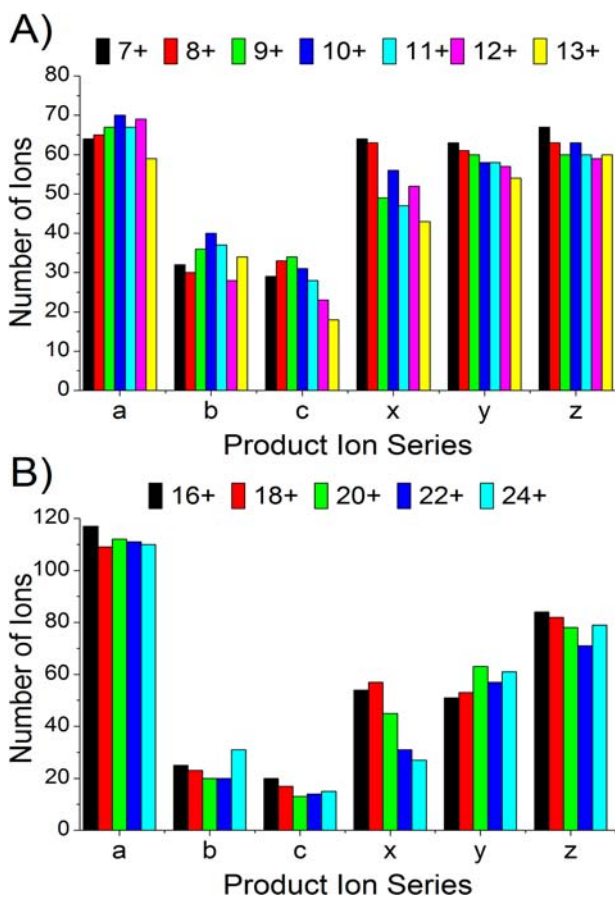 A)
7+ 8+ 9+ 10+ 11+ 12+ 13+
80
70
60
50
40
30
20
10
0
Number of Ions
a b c x y z
Product Ion Series
B)
16+ 18+ 20+ 22+ 24+
120
100
80
60
40
20
0
Number of Ions
a b c x y z
Product Ion Series